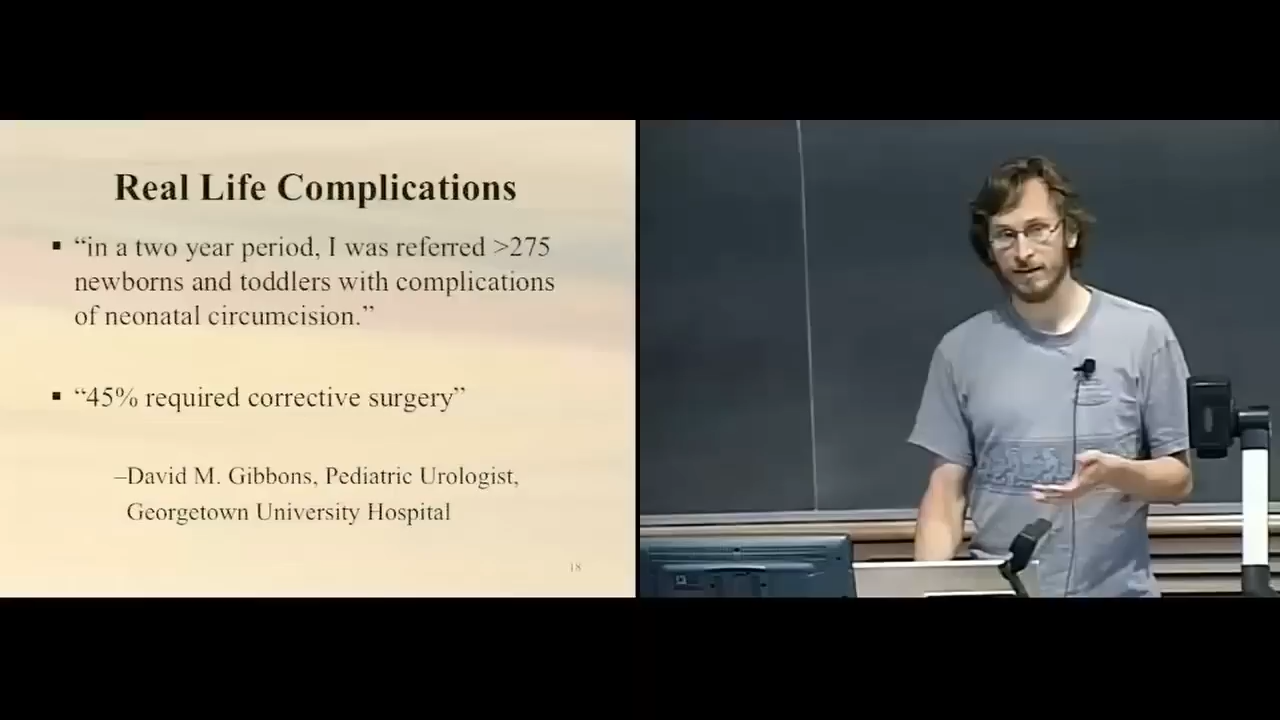 Real Life Complications
▪ “in a two year period, I was referred >275
newborns and toddlers with complications
of neonatal circumcision.”
▪ “45% required corrective surgery”
–David M. Gibbons, Pediatric Urologist,
Georgetown University Hospital
18